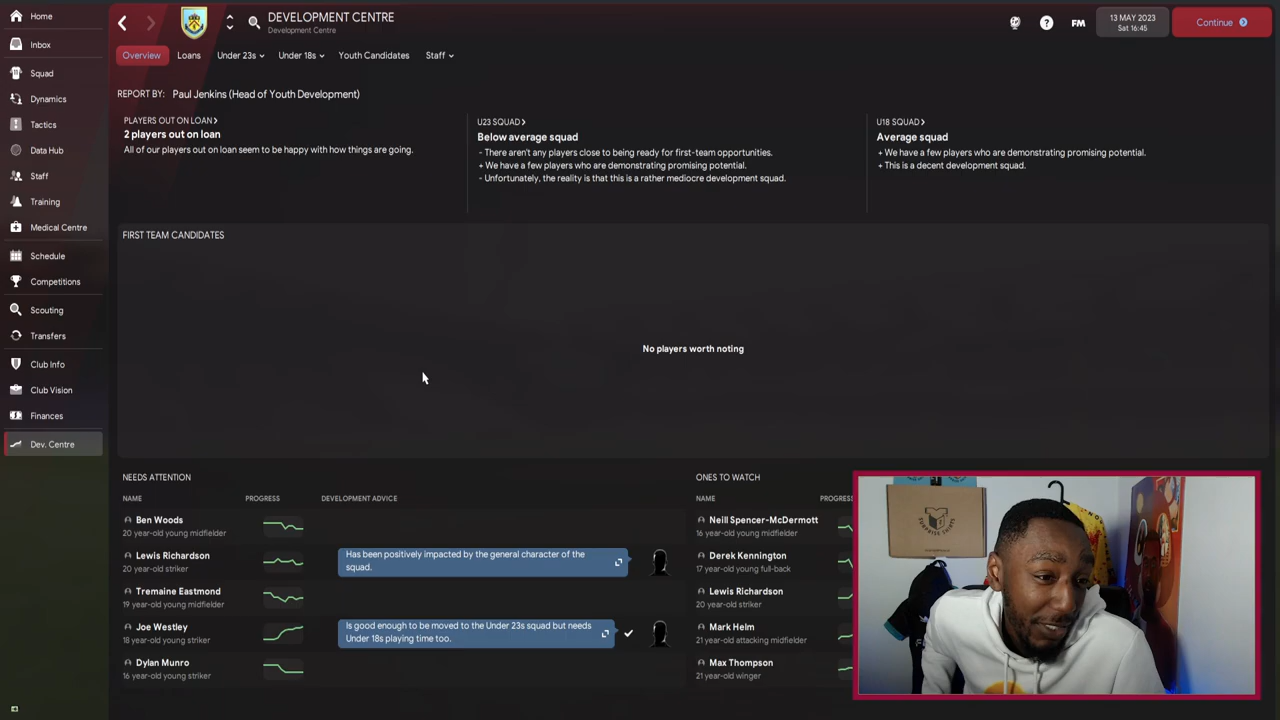 Home
Inbox
Squad
Dynamics
Tactics
Data Hub
Staff
Training
Medical Centre
Schedule
Competitions
Scouting
Transfers
Club Info
Club Vision
Finances
Dev. Centre
DEVELOPMENT CENTRE
Development Centre
FM
13 MAY 2023
Sat 16:45
Continue
Overview
Loans
Under 23s
Under 18s
Youth Candidates
Staff
REPORT BY: Paul Jenkins (Head of Youth Development)
PLAYERS OUT ON LOAN >
2 players out on loan
All of our players out on loan seem to be happy with how things are going.
U23 SQUAD >
Below average squad
- There aren't any players close to being ready for first-team opportunities.
+ We have a few players who are demonstrating promising potential.
- Unfortunately, the reality is that this is a rather mediocre development squad.
U18 SQUAD >
Average squad
+ We have a few players who are demonstrating promising potential.
+ This is a decent development squad.
FIRST TEAM CANDIDATES
No players worth noting
NEEDS ATTENTION
NAME PROGRESS DEVELOPMENT ADVICE
Ben Woods
20 year-old young midfielder
Lewis Richardson
20 year-old striker
Has been positively impacted by the general character of the
squad.
Tremaine Eastmond
19 year-old young midfielder
Joe Westley
18 year-old young striker
Is good enough to be moved to the Under 23s squad but needs
Under 18s playing time too.
Dylan Munro
16 year-old young striker
ONES TO WATCH
NAME PROGRES
Neill Spencer-McDermott
16 year-old young midfielder
Derek Kennington
17 year-old young full-back
Lewis Richardson
20 year-old striker
Mark Helm
21 year-old attacking midfielder
Max Thompson
21 year-old winger